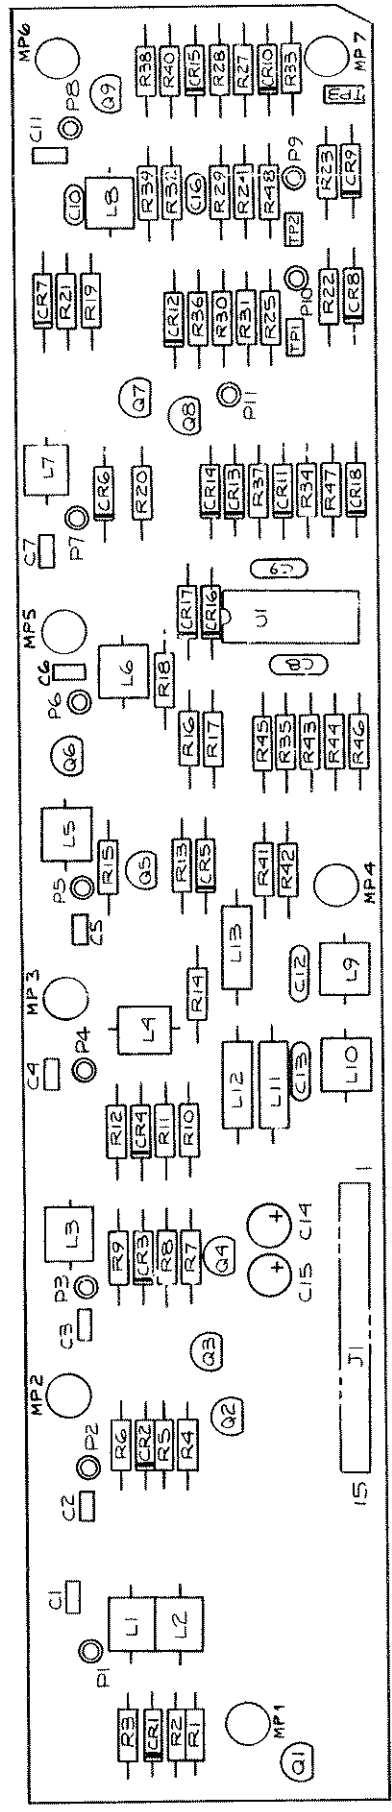 MP6
P8
C11
Q9
R38
R40
CR15
R28
R27
CR10
R33
MP7
TP3
C10
L8
R39
R32
C16
R29
R24
R48
P9
TP2
R23
CR9
CR7
R21
R19
CR12
R36
R30
R31
R25
TP1
P10
R22
CR8
Q7
Q8
P11
L7
C7
P7
CR6
R20
CR14
CR13
R37
CR11
R34
R47
CR18
MP5
C6
P6
L6
R18
CR17
CR16
U1
C9
C8
Q6
R16
R17
R45
R35
R43
R44
R46
L5
P5
C5
R15
Q5
R13
CR5
R41
R42
MP4
MP3
C4
P4
L4
R14
L13
C12
L9
R12
CR4
R11
R10
L12
L11
C13
L10
L3
P3
C3
R9
CR3
R8
R7
Q4
C14
C15
1
J1
15
MP2
P2
C2
R6
CR2
R5
R4
Q3
Q2
C1
P1
L1
L2
R3
CR1
R2
R1
MP1
Q1